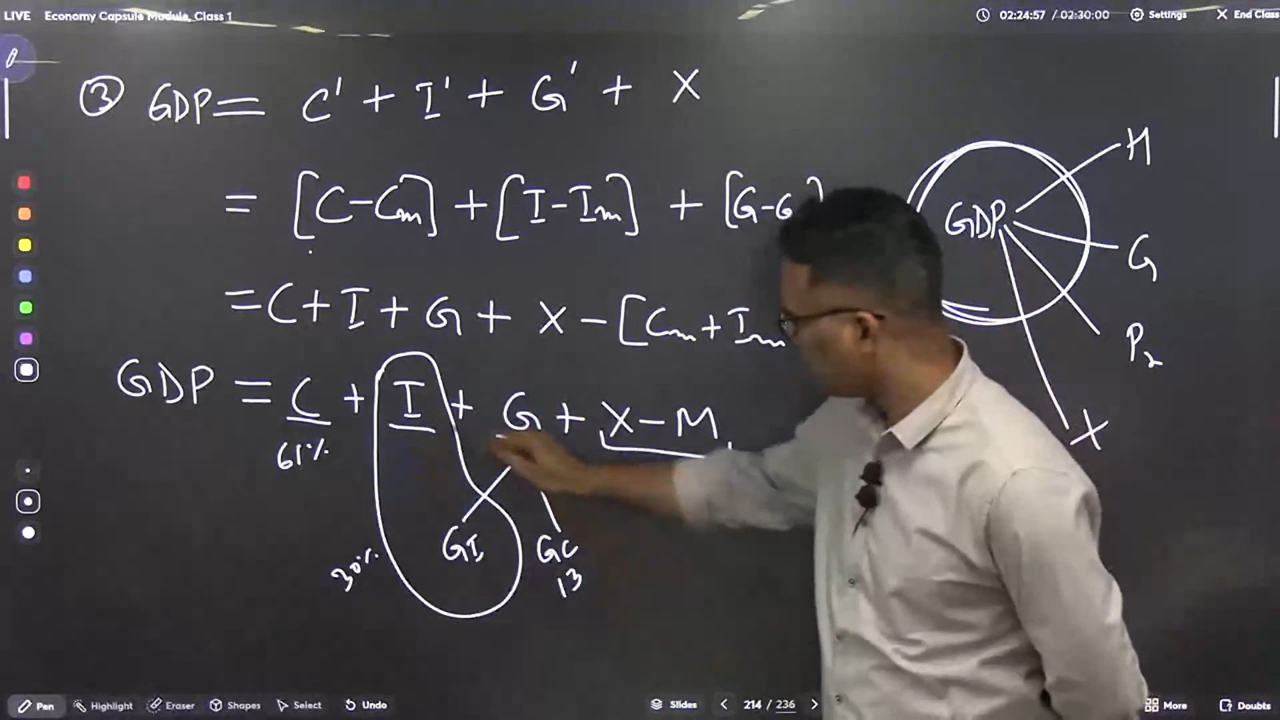 LIVE Economy Capsule Module, Class 1
02:24:57 / 02:30:00 Settings End Class
③ GDP = C' + I' + G' + X
= [C-Cm] + [I-Im] + [G-G
= C + I + G + X - [Cm + Im
GDP = C + I + G + X - M
61%
30%
GI GC
13
GDP
H
G
P2
X
Pen Highlight Eraser Shapes Select Undo Slides 214 / 236 More Doubts